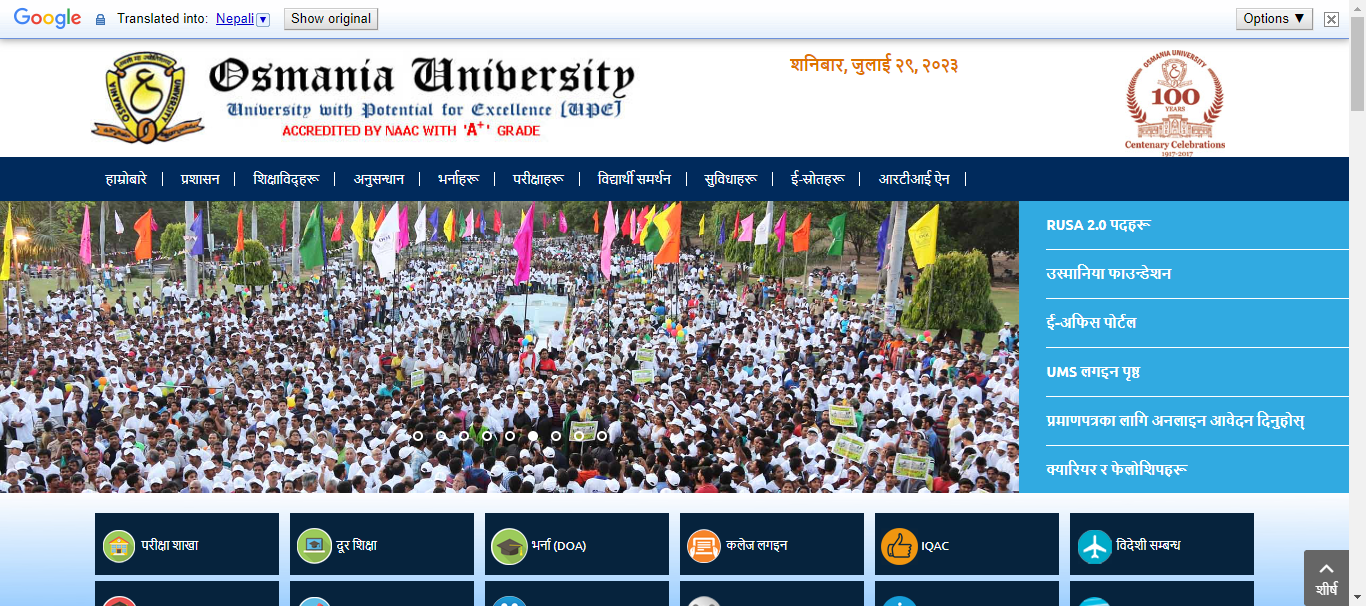 Google Translated into: Nepali Show original Options ▼
Osmania University
University with Potential for Excellence [UPE]
ACCREDITED BY NAAC WITH 'A+' GRADE
शनिबार, जुलाई २९, २०२३
OSMANIA UNIVERSITY
100
YEARS
Centenary Celebrations
1917-2017
हाम्रोबारे
प्रशासन
शिक्षाविद्हरू
अनुसन्धान
भर्नाहरू
परीक्षाहरू
विद्यार्थी समर्थन
सुविधाहरू
ई-स्रोतहरू
आरटीआई ऐन
RUSA 2.0 पदहरू
उस्मानिया फाउन्डेशन
ई-अफिस पोर्टल
UMS लगइन पृष्ठ
प्रमाणपत्रका लागि अनलाइन आवेदन दिनुहोस्
क्यारियर र फेलोशिपहरू
परीक्षा शाखा
दूर शिक्षा
भर्ना (DOA)
कलेज लगइन
IQAC
विदेशी सम्बन्ध
शीर्ष